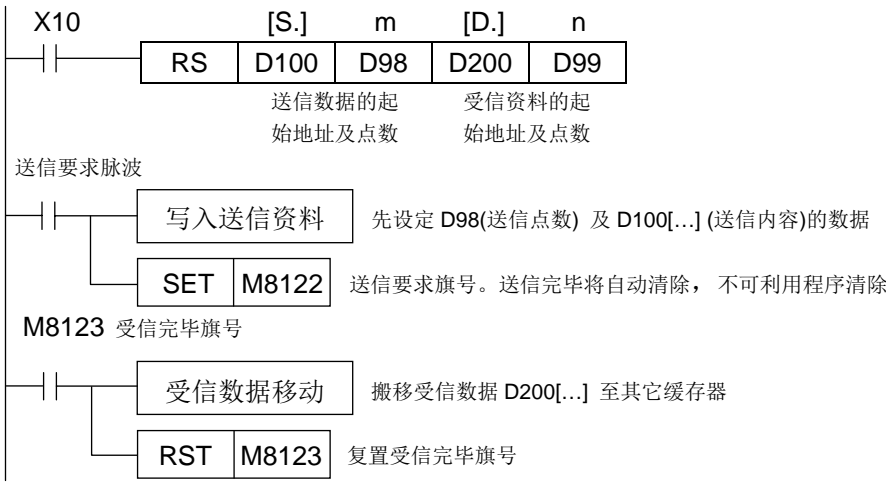 X10 [S.] m [D.] n
RS D100 D98 D200 D99
送信数据的起 受信资料的起
始地址及点数 始地址及点数
送信要求脉波
写入送信资料 先设定 D98(送信点数) 及 D100[…] (送信内容)的数据
SET M8122 送信要求旗号。送信完毕将自动清除，不可利用程序清除
M8123 受信完毕旗号
受信数据移动 搬移受信数据 D200[…] 至其它缓存器
RST M8123 复置受信完毕旗号